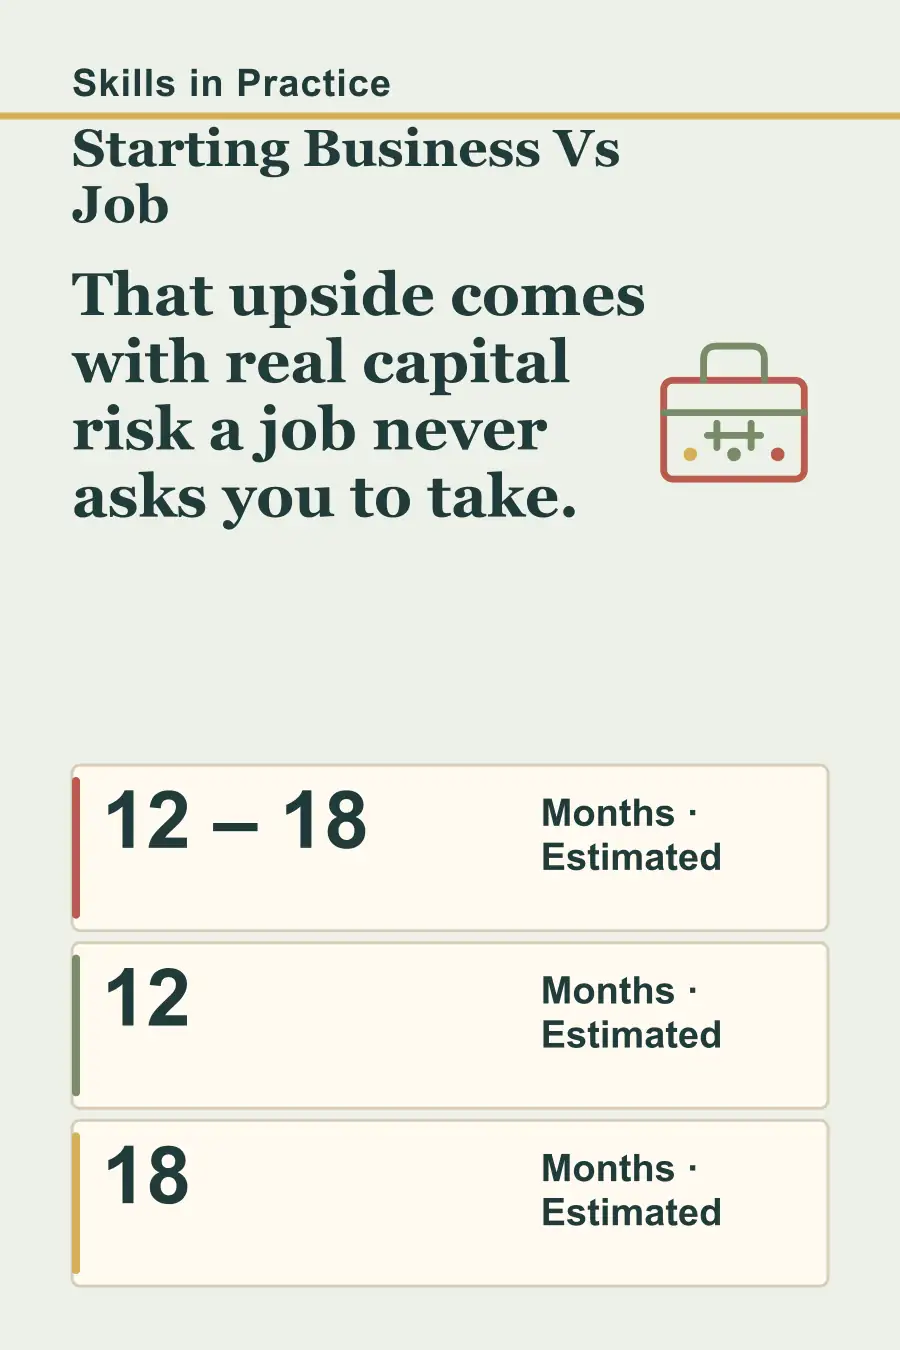 Skills in Practice
Starting Business Vs
Job
That upside comes
with real capital
risk a job never
asks you to take.
12 – 18
Months ·
Estimated
12
Months ·
Estimated
18
Months ·
Estimated